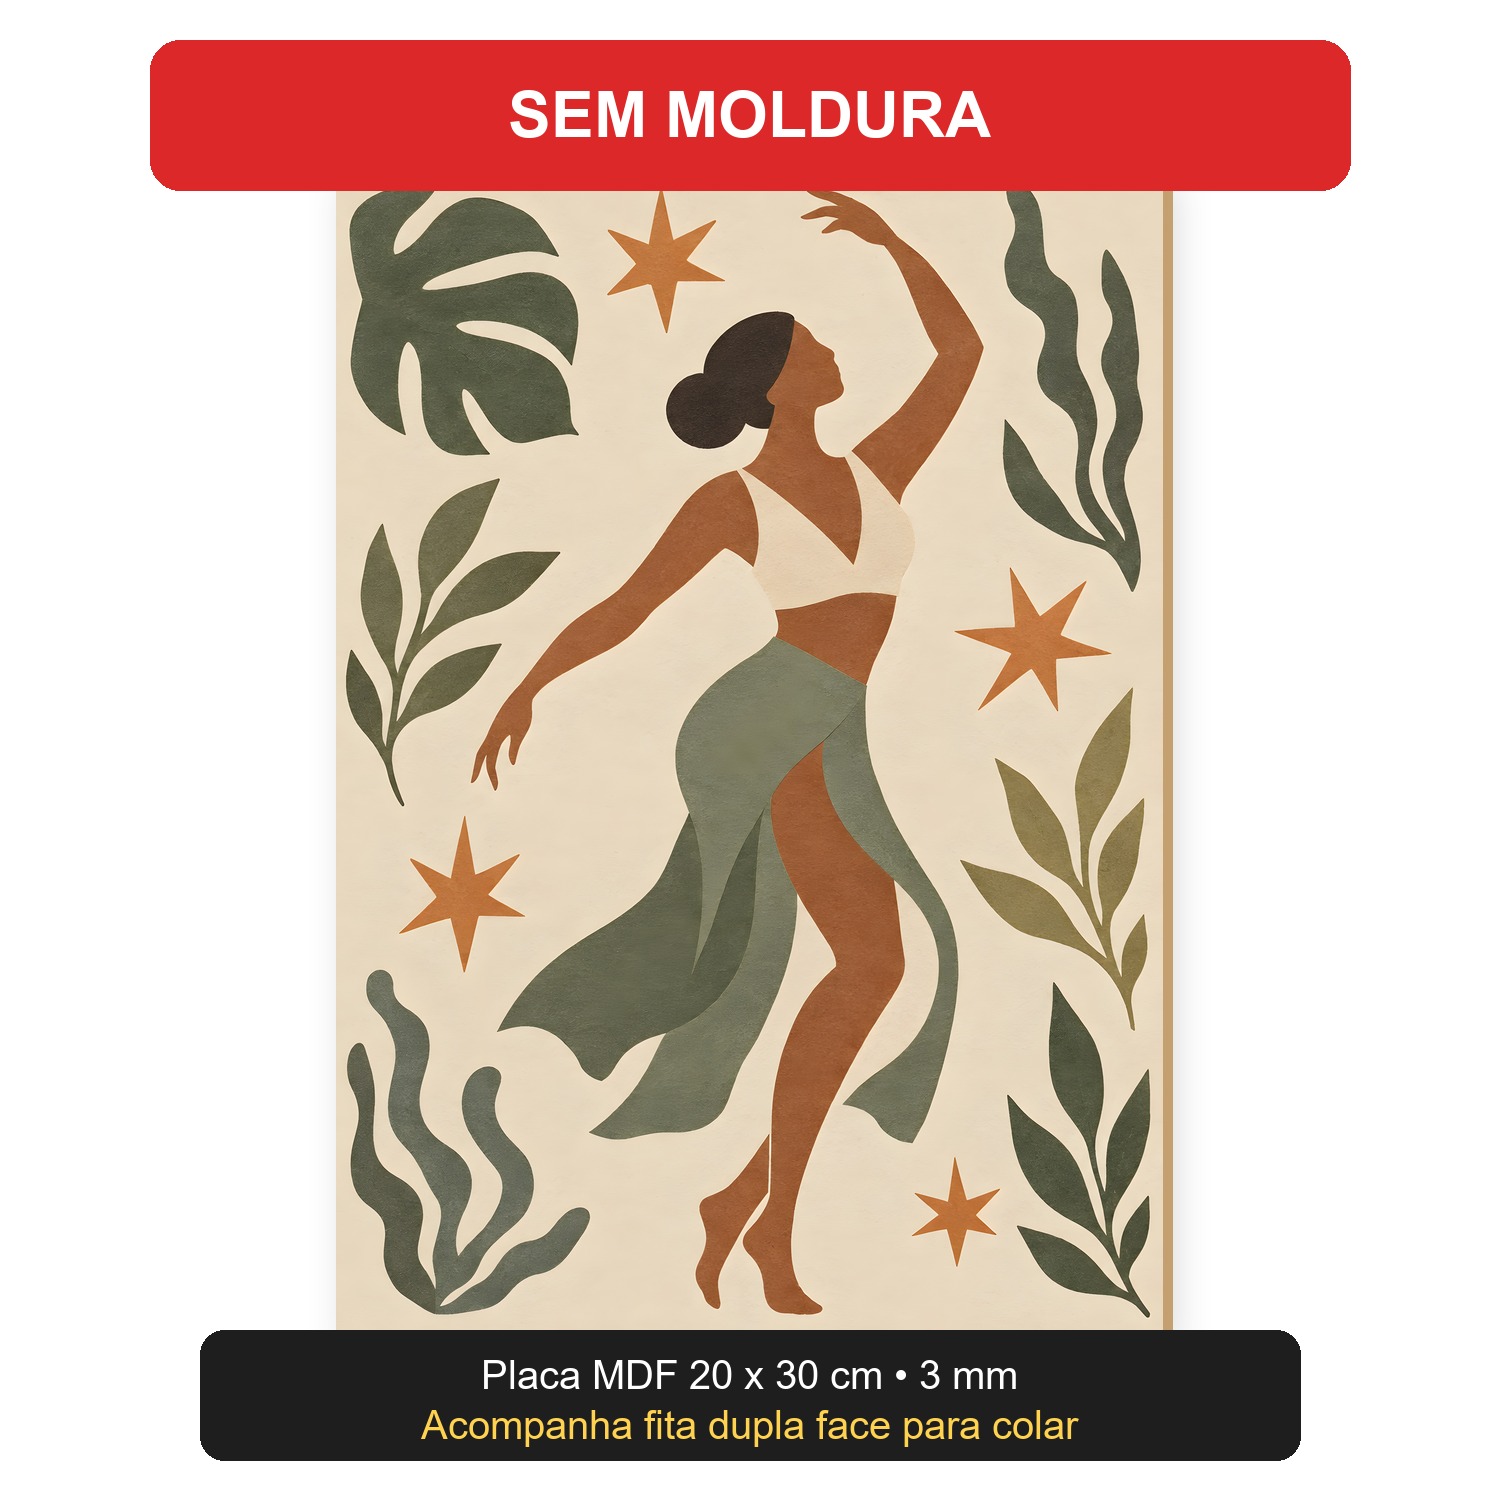 SEM MOLDURA
Placa MDF 20 x 30 cm • 3 mm
Acompanha fita dupla face para colar